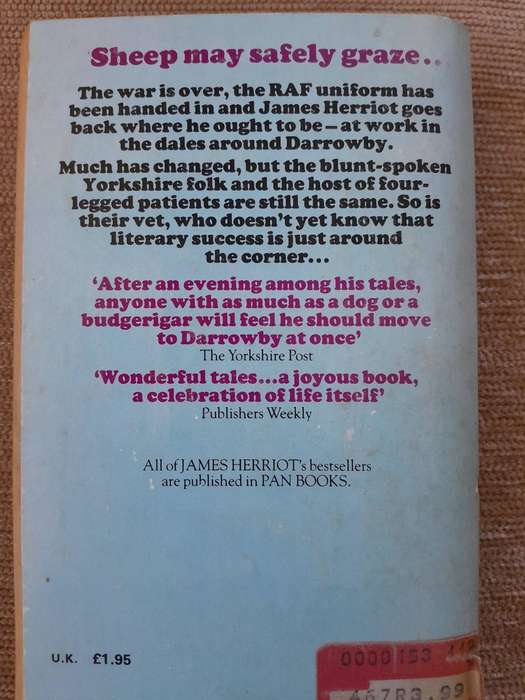 Sheep may safely graze..
The war is over, the RAF uniform has
been handed in and James Herriot goes
back where he ought to be – at work in
the dales around Darrowby.
Much has changed, but the blunt-spoken
Yorkshire folk and the host of four-
legged patients are still the same. So is
their vet, who doesn't yet know that
literary success is just around
the corner...
'After an evening among his tales,
anyone with as much as a dog or a
budgerigar will feel he should move
to Darrowby at once'
The Yorkshire Post
'Wonderful tales...a joyous book,
a celebration of life itself'
Publishers Weekly
All of JAMES HERRIOT's bestsellers
are published in PAN BOOKS.
U.K. £1.95
0000 153